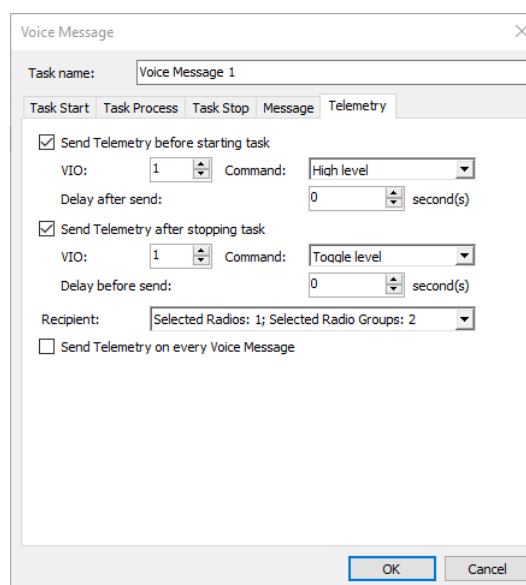 Voice Message
Task name: Voice Message 1
Task Start Task Process Task Stop Message Telemetry
Send Telemetry before starting task
VIO: 1 Command: High level
Delay after send: 0 second(s)
Send Telemetry after stopping task
VIO: 1 Command: Toggle level
Delay before send: 0 second(s)
Recipient: Selected Radios: 1; Selected Radio Groups: 2
Send Telemetry on every Voice Message
OK Cancel